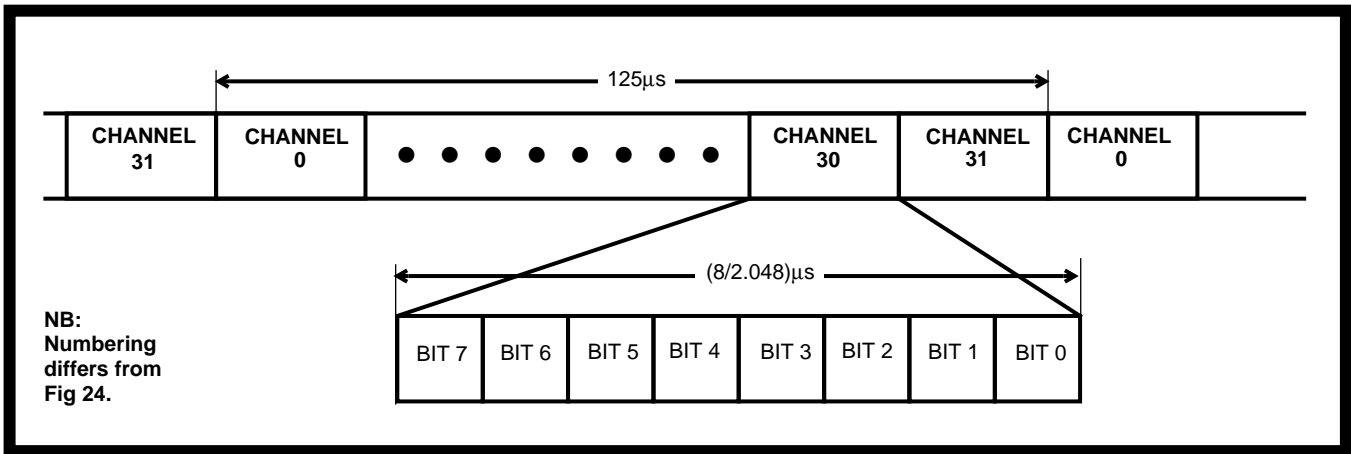 125μs
CHANNEL 31
CHANNEL 0
CHANNEL 30
CHANNEL 31
CHANNEL 0
(8/2.048)μs
BIT 7 BIT 6 BIT 5 BIT 4 BIT 3 BIT 2 BIT 1 BIT 0
NB:
Numbering
differs from
Fig 24.